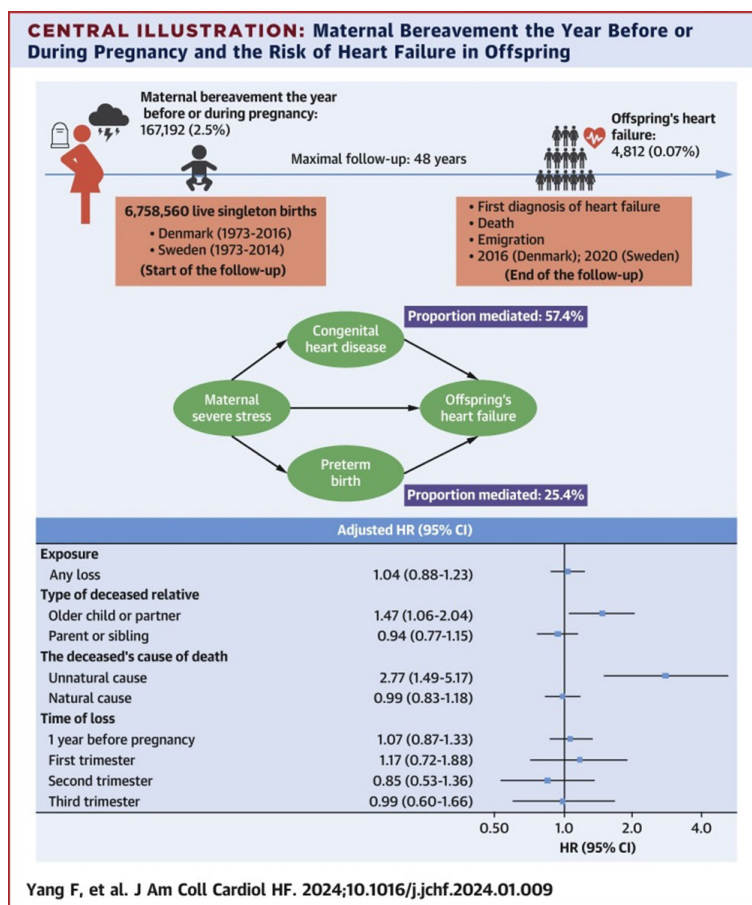 CENTRAL ILLUSTRATION: Maternal Bereavement the Year Before or
During Pregnancy and the Risk of Heart Failure in Offspring
Maternal bereavement the year
before or during pregnancy:
167,192 (2.5%)
Maximal follow-up: 48 years
Offspring's heart
failure:
4,812 (0.07%)
6,758,560 live singleton births
• Denmark (1973-2016)
• Sweden (1973-2014)
(Start of the follow-up)
• First diagnosis of heart failure
• Death
• Emigration
• 2016 (Denmark); 2020 (Sweden)
(End of the follow-up)
Proportion mediated: 57.4%
Congenital
heart disease
Maternal
severe stress
Offspring's
heart failure
Preterm
birth
Proportion mediated: 25.4%
Adjusted HR (95% CI)
Exposure
Any loss 1.04 (0.88-1.23)
Type of deceased relative
Older child or partner 1.47 (1.06-2.04)
Parent or sibling 0.94 (0.77-1.15)
The deceased's cause of death
Unnatural cause 2.77 (1.49-5.17)
Natural cause 0.99 (0.83-1.18)
Time of loss
1 year before pregnancy 1.07 (0.87-1.33)
First trimester 1.17 (0.72-1.88)
Second trimester 0.85 (0.53-1.36)
Third trimester 0.99 (0.60-1.66)
0.50 1.0 2.0 4.0
HR (95% CI)
Yang F, et al. J Am Coll Cardiol HF. 2024;10.1016/j.jchf.2024.01.009